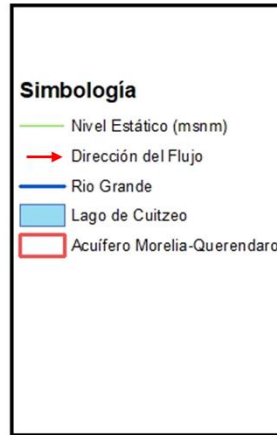 Simbología
Nivel Estático (msnm)
Dirección del Flujo
Rio Grande
Lago de Cuitzeo
Acuífero Morelia-Querendaro